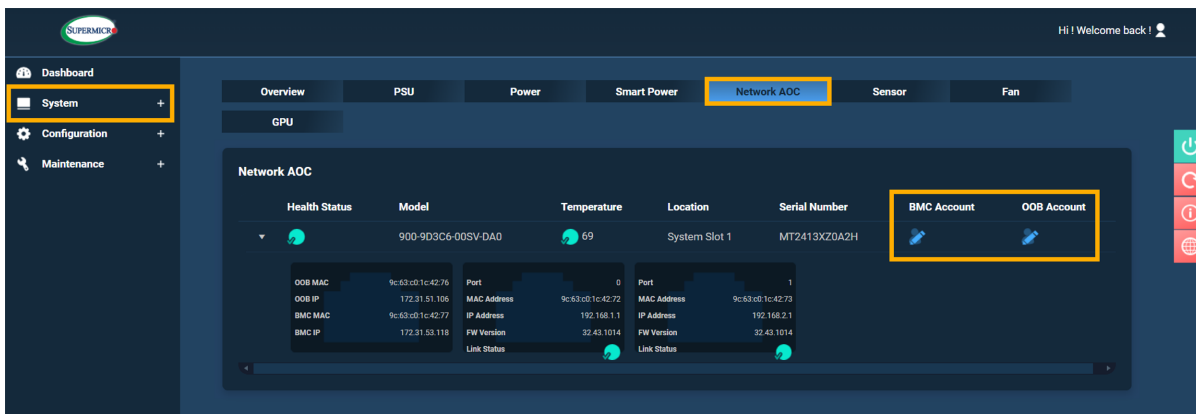 SUPERMICRO
Hi ! Welcome back !
Dashboard
System +
Configuration +
Maintenance +
Overview PSU Power Smart Power Network AOC Sensor Fan
GPU
Network AOC
Health Status Model Temperature Location Serial Number BMC Account OOB Account
900-9D3C6-00SV-DA0 69 System Slot 1 MT2413XZ0A2H
OOB MAC 9c:63:c0:1c:42:76
OOB IP 172.31.51.106
BMC MAC 9c:63:c0:1c:42:77
BMC IP 172.31.53.118
Port 0
MAC Address 9c:63:c0:1c:42:72
IP Address 192.168.1.1
FW Version 32.43.1014
Link Status
Port 1
MAC Address 9c:63:c0:1c:42:73
IP Address 192.168.2.1
FW Version 32.43.1014
Link Status